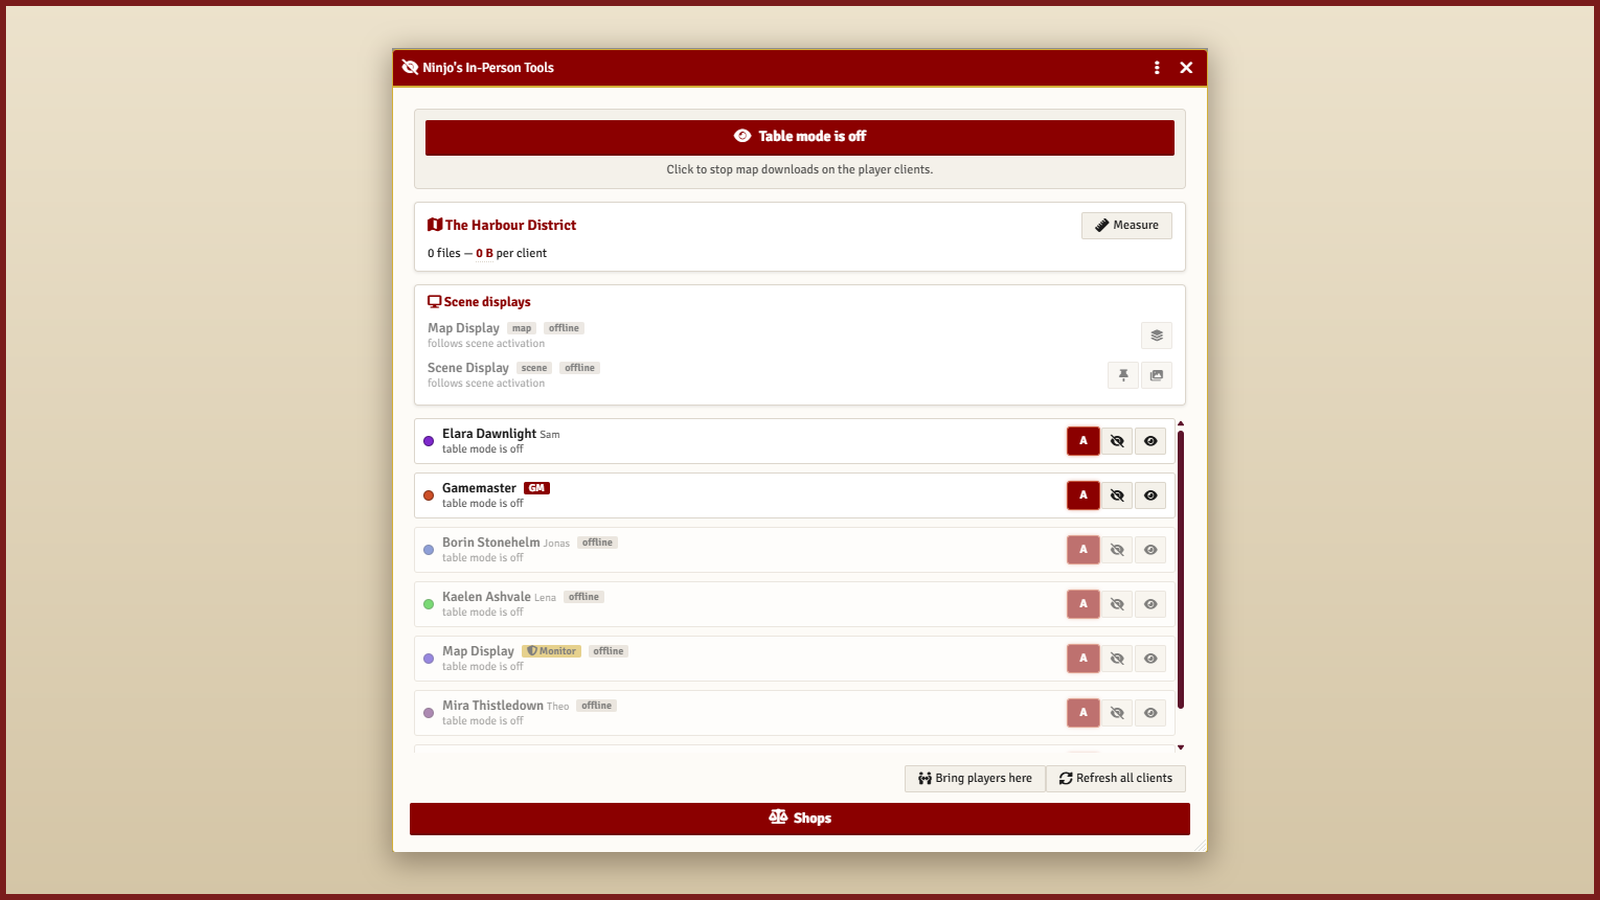 Ninjo's In-Person Tools
Table mode is off
Click to stop map downloads on the player clients.
The Harbour District
Measure
0 files — 0 B per client
Scene displays
Map Display map offline
follows scene activation
Scene Display scene offline
follows scene activation
Elara Dawnlight Sam
table mode is off
A
Gamemaster GM
table mode is off
A
Borin Stonehelm Jonas offline
table mode is off
A
Kaelen Ashvale Lena offline
table mode is off
A
Map Display Monitor offline
table mode is off
A
Mira Thistledown Theo offline
table mode is off
A
Bring players here
Refresh all clients
Shops